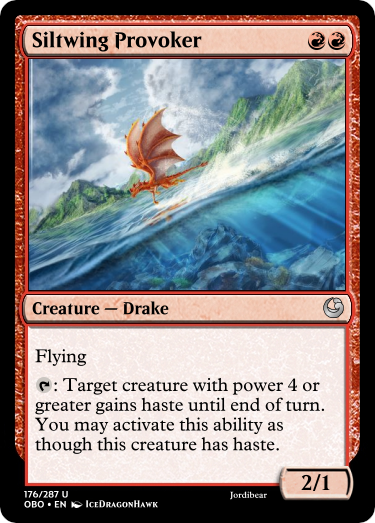 Siltwing Provoker
Creature — Drake
Flying
: Target creature with power 4 or
greater gains haste until end of turn.
You may activate this ability as
though this creature has haste.
2/1
176/287 U
OBO • EN IceDragonHawk
Jordibear